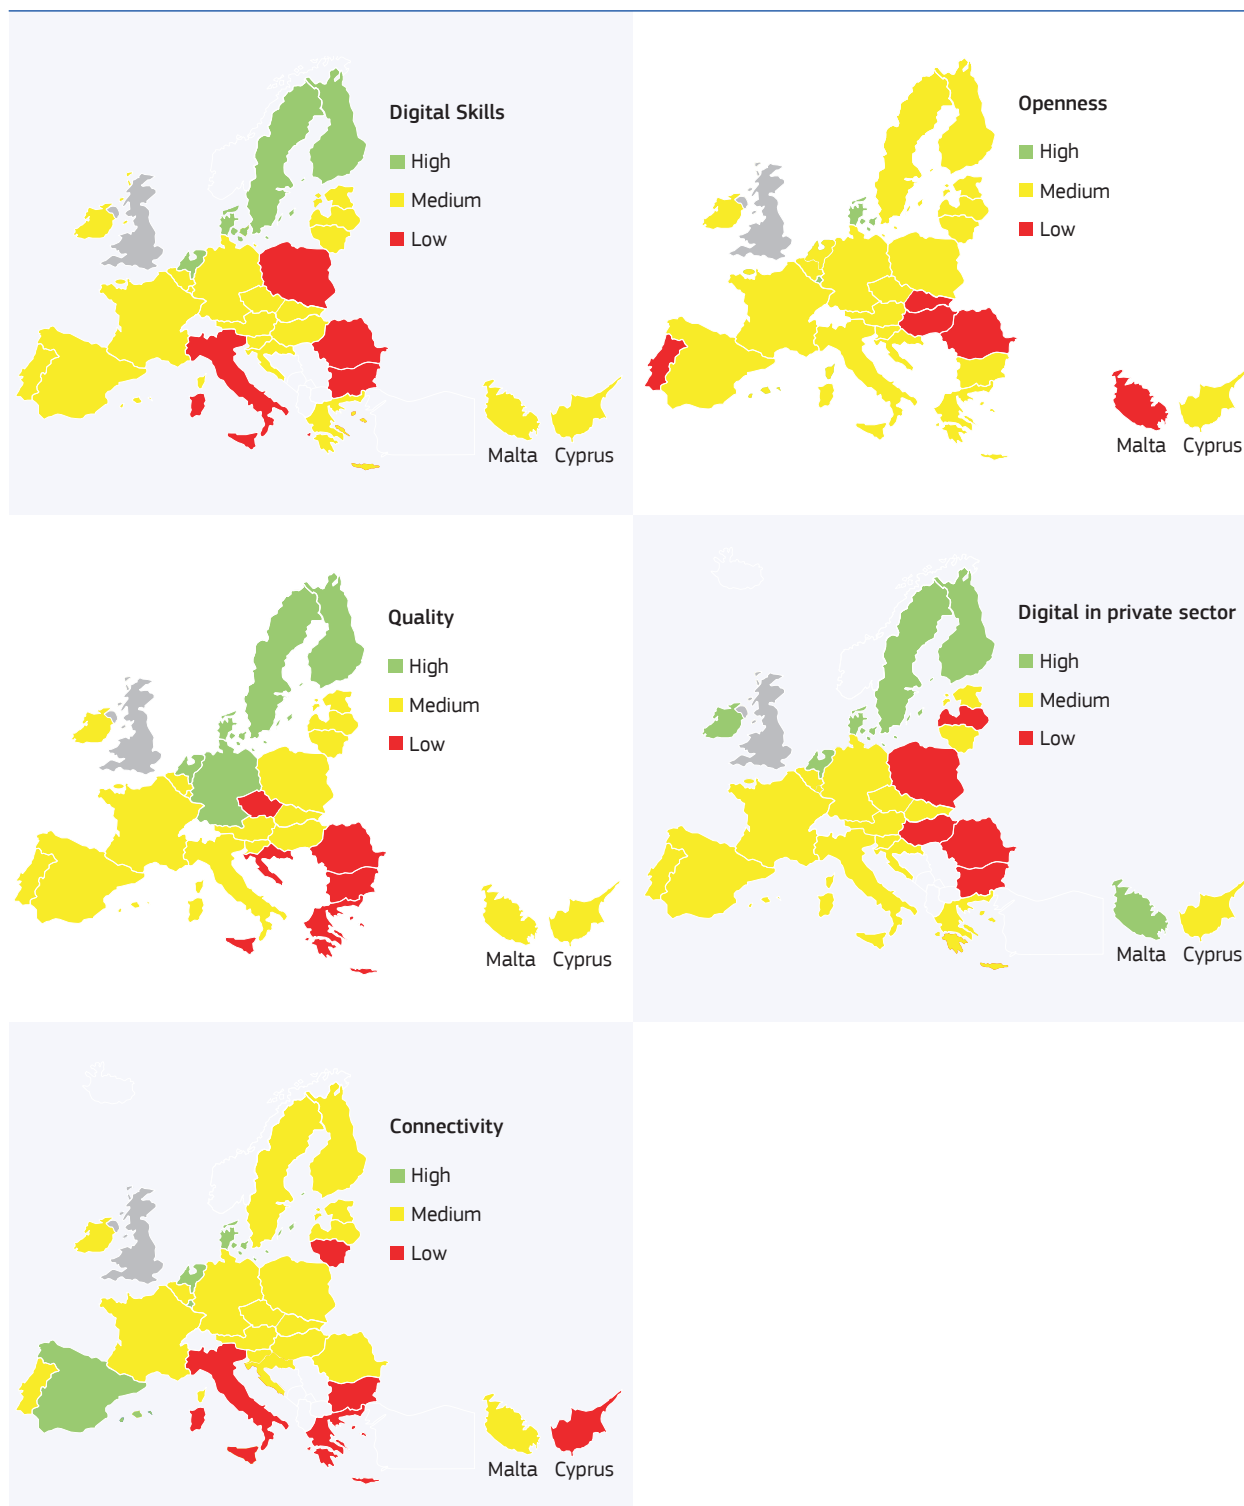 Digital Skills
High
Medium
Low
Malta Cyprus
Openness
High
Medium
Low
Malta Cyprus
Quality
High
Medium
Low
Malta Cyprus
Digital in private sector
High
Medium
Low
Malta Cyprus
Connectivity
High
Medium
Low
Malta Cyprus